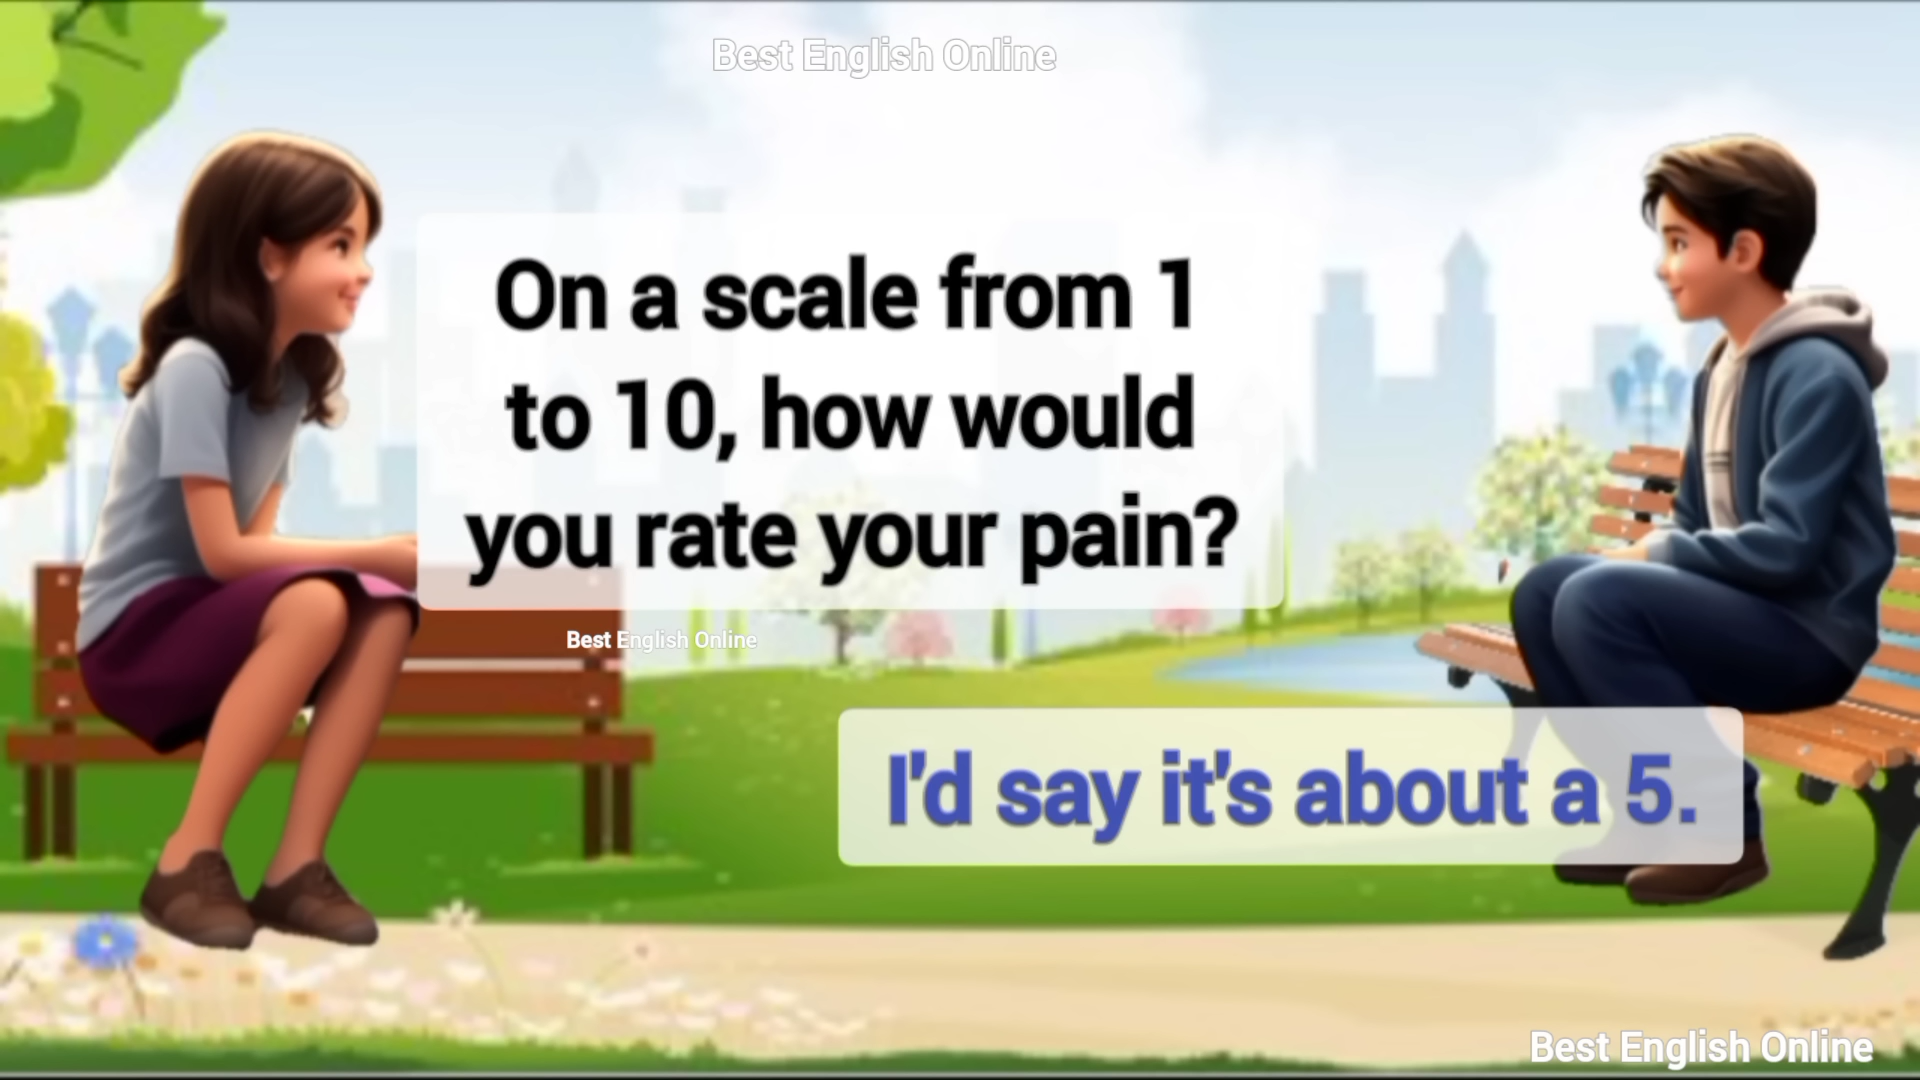 Best English Online
On a scale from 1
to 10, how would
you rate your pain?
Best English Online
I'd say it's about a 5.
Best English Online